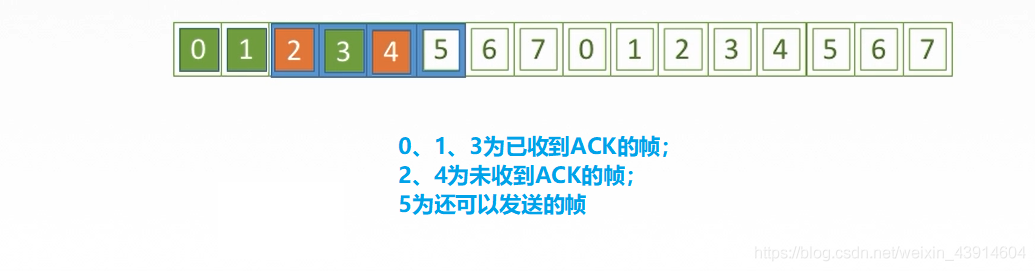 0 1 2 3 4 5 6 7 0 1 2 3 4 5 6 7
0、1、3为已收到ACK的帧；
2、4为未收到ACK的帧；
5为还可以发送的帧
https://blog.csdn.net/weixin_43914604